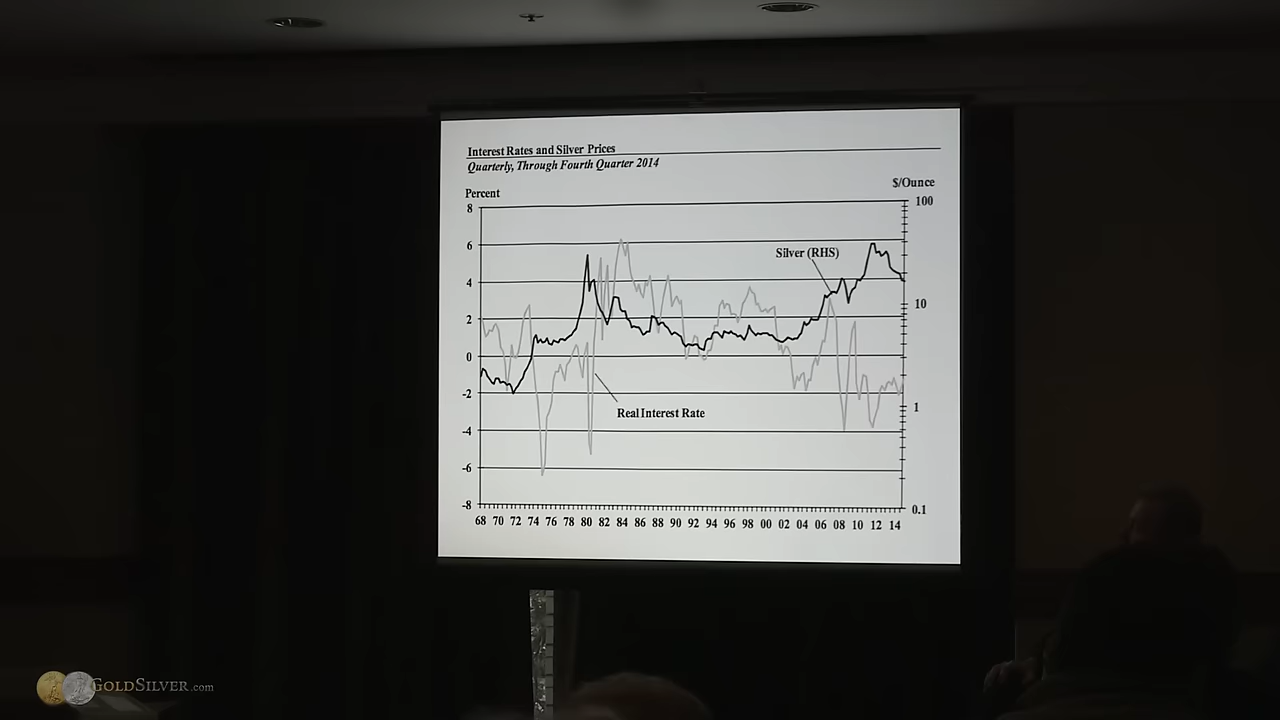 Interest Rates and Silver Prices
Quarterly, Through Fourth Quarter 2014
Percent
$/Ounce
8
6
4
2
0
-2
-4
-6
-8
100
10
1
0.1
Silver (RHS)
Real Interest Rate
68 70 72 74 76 78 80 82 84 86 88 90 92 94 96 98 00 02 04 06 08 10 12 14
GOLDSILVER.com